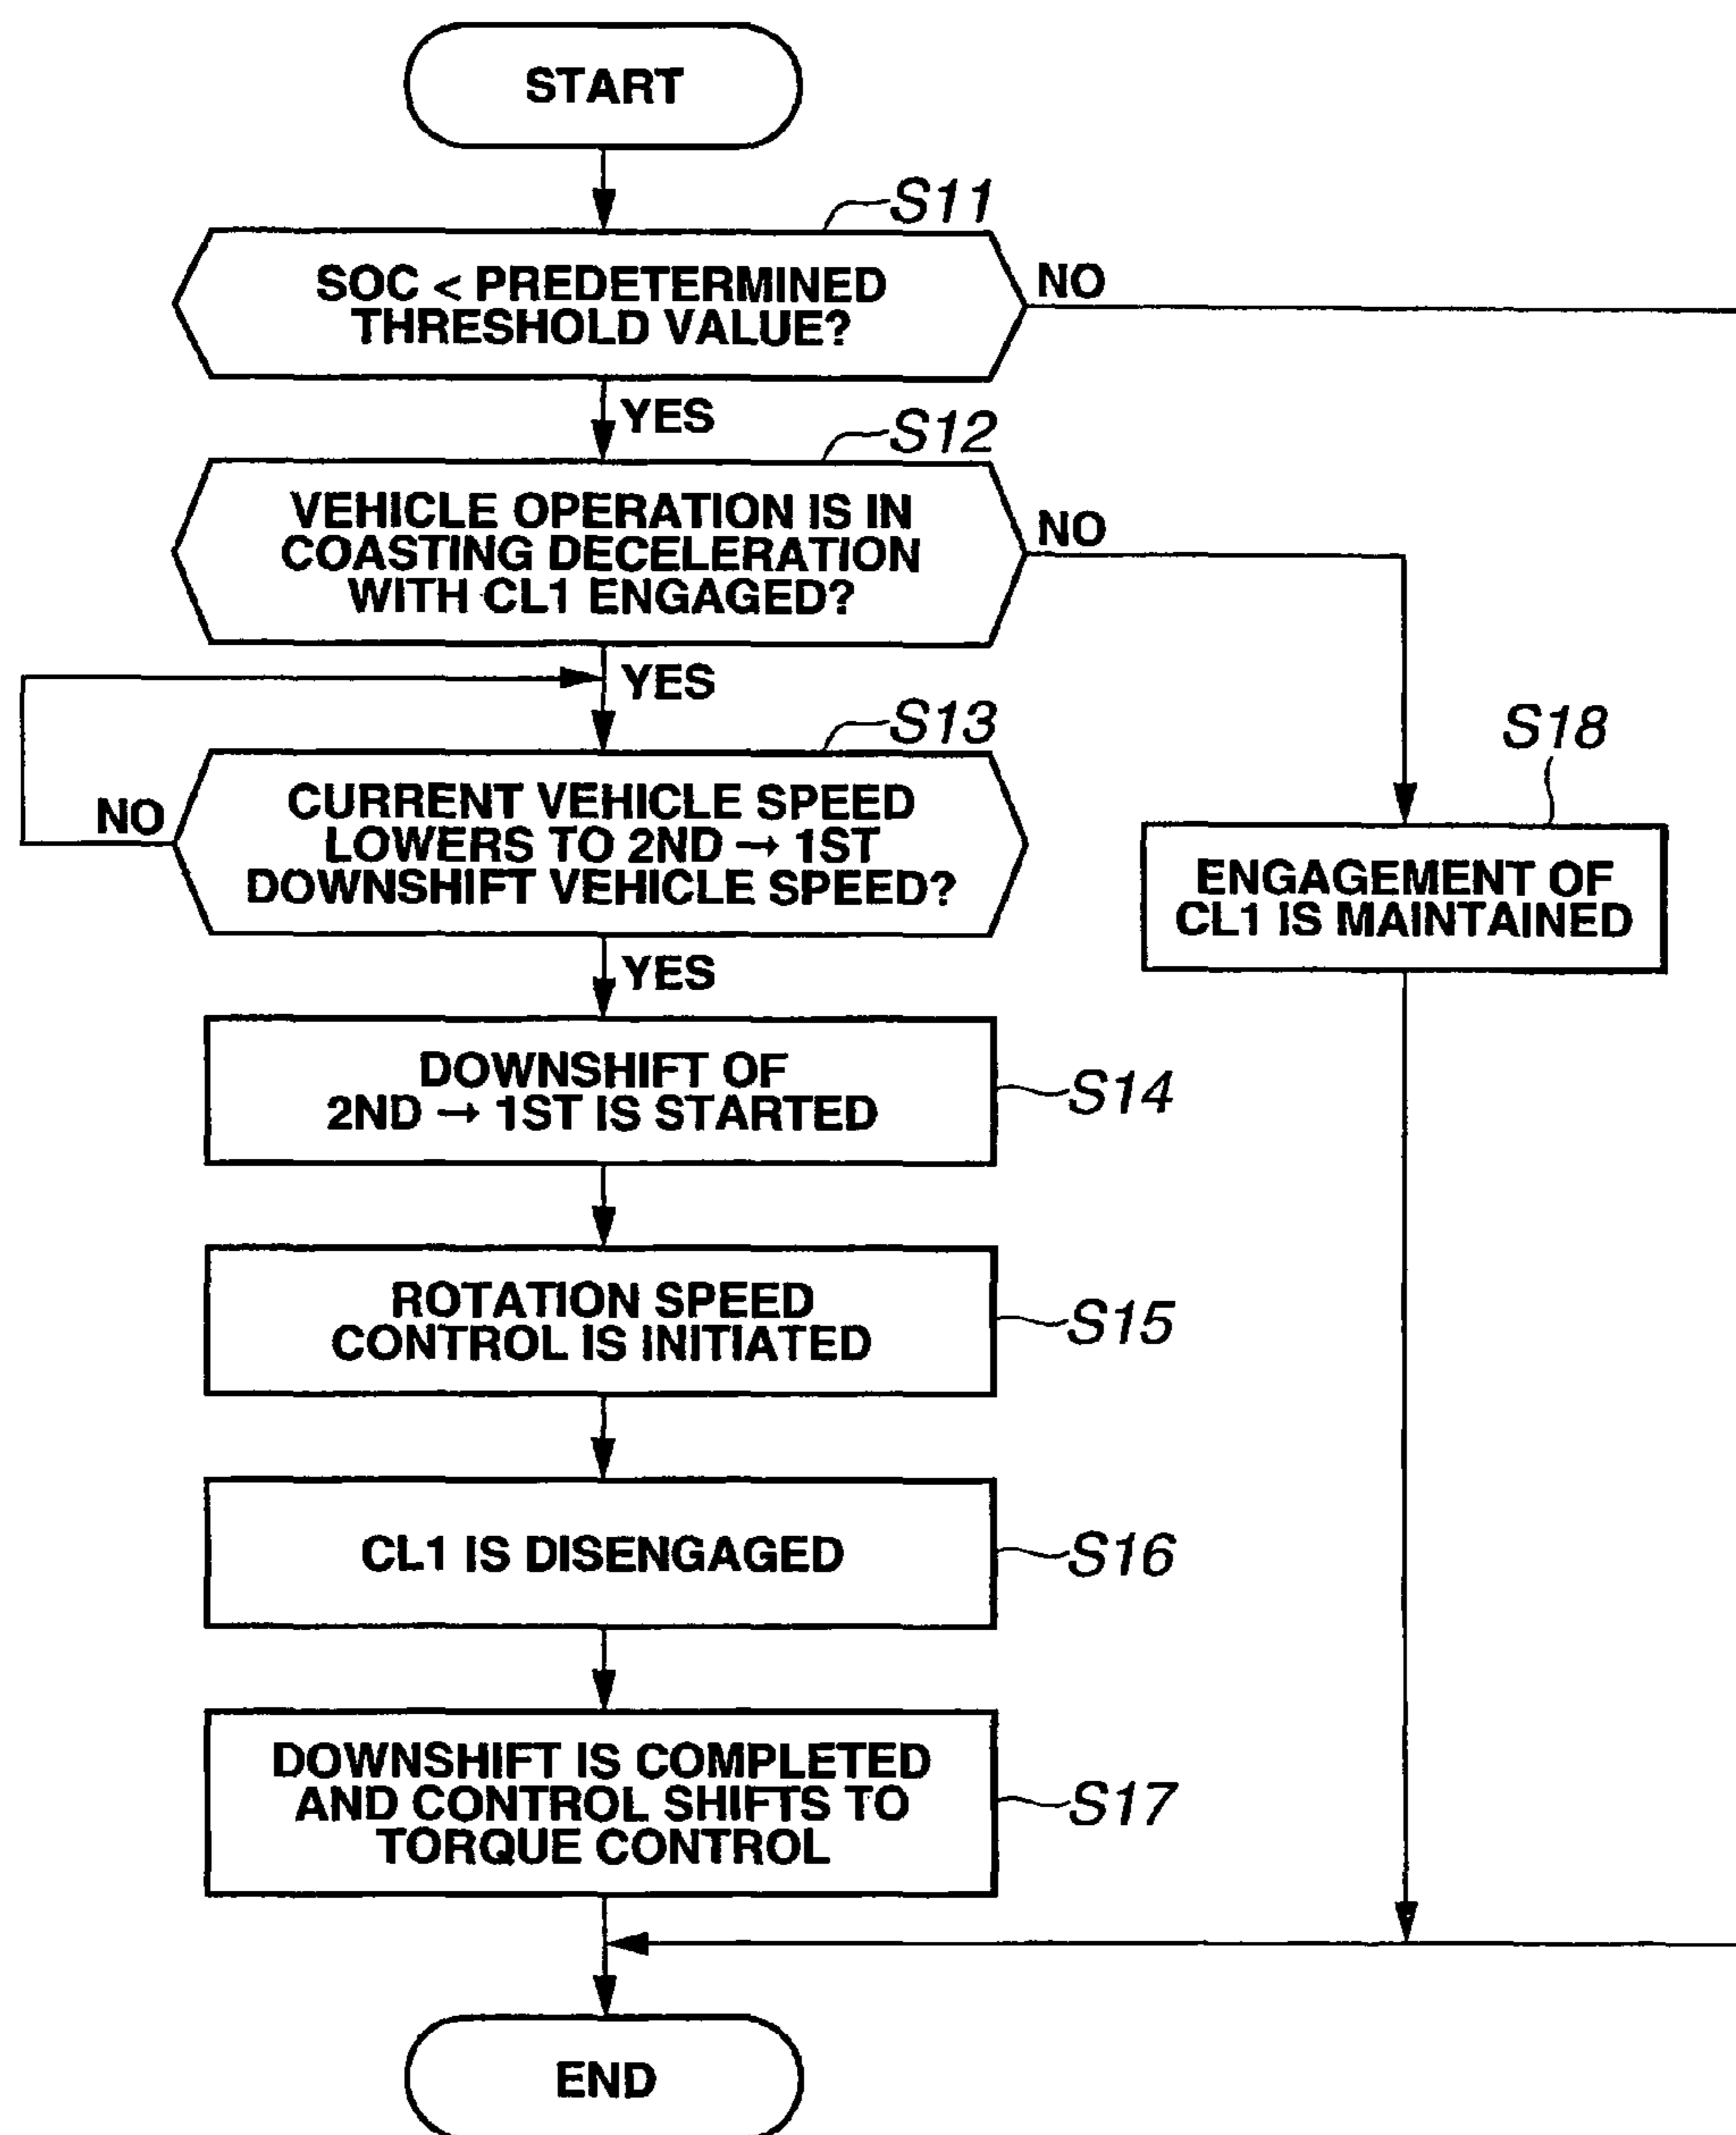 START
S11
SOC < PREDETERMINED
THRESHOLD VALUE?
NO
YES
S12
VEHICLE OPERATION IS IN
COASTING DECELERATION
WITH CL1 ENGAGED?
NO
YES
S13
CURRENT VEHICLE SPEED
LOWERS TO 2ND → 1ST
DOWNSHIFT VEHICLE SPEED?
NO
YES
S18
ENGAGEMENT OF
CL1 IS MAINTAINED
DOWNSHIFT OF
2ND → 1ST IS STARTED
S14
ROTATION SPEED
CONTROL IS INITIATED
S15
CL1 IS DISENGAGED
S16
DOWNSHIFT IS COMPLETED
AND CONTROL SHIFTS TO
TORQUE CONTROL
S17
END